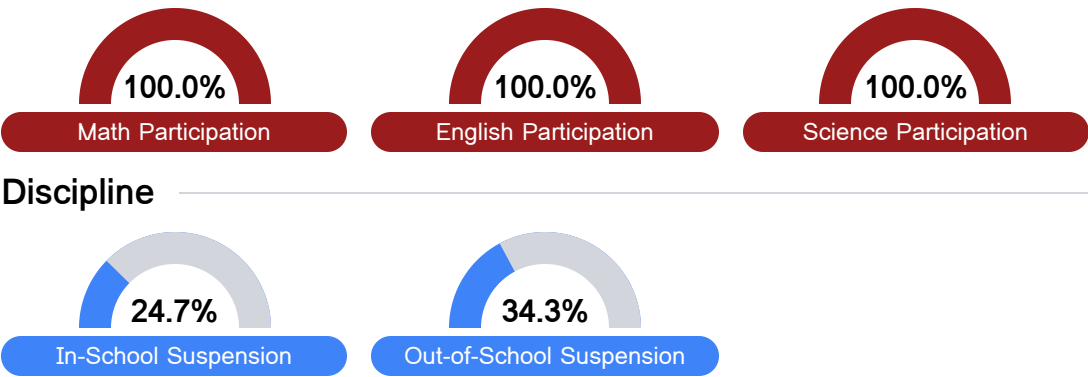 100.0% 100.0% 100.0%
Math Participation English Participation Science Participation
Discipline
24.7% 34.3%
In-School Suspension Out-of-School Suspension